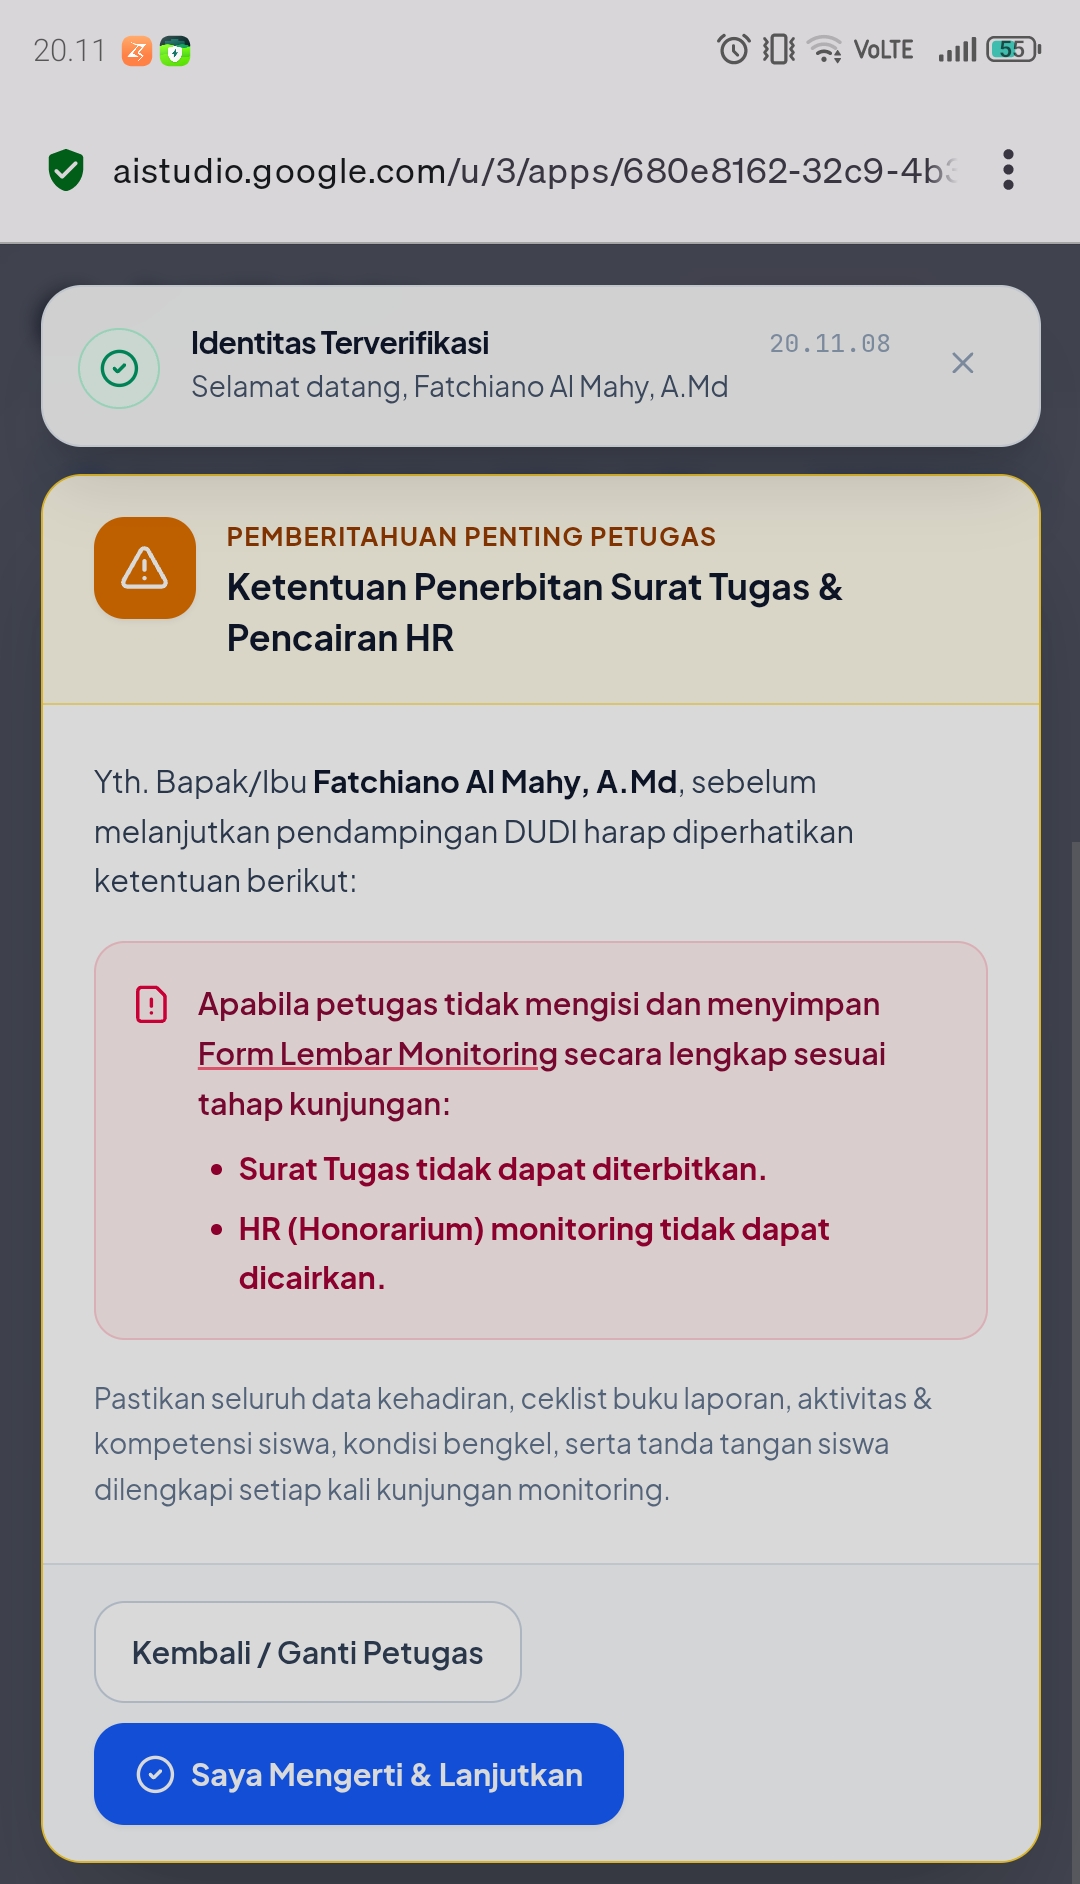 20.11
VoLTE
55
aistudio.google.com/u/3/apps/680e8162-32c9-4b3
Identitas Terverifikasi
20.11.08
Selamat datang, Fatchiano Al Mahy, A.Md
PEMBERITAHUAN PENTING PETUGAS
Ketentuan Penerbitan Surat Tugas &
Pencairan HR
Yth. Bapak/Ibu Fatchiano Al Mahy, A.Md, sebelum
melanjutkan pendampingan DUDI harap diperhatikan
ketentuan berikut:
Apabila petugas tidak mengisi dan menyimpan
Form Lembar Monitoring secara lengkap sesuai
tahap kunjungan:
• Surat Tugas tidak dapat diterbitkan.
• HR (Honorarium) monitoring tidak dapat
dicairkan.
Pastikan seluruh data kehadiran, ceklist buku laporan, aktivitas &
kompetensi siswa, kondisi bengkel, serta tanda tangan siswa
dilengkapi setiap kali kunjungan monitoring.
Kembali / Ganti Petugas
Saya Mengerti & Lanjutkan